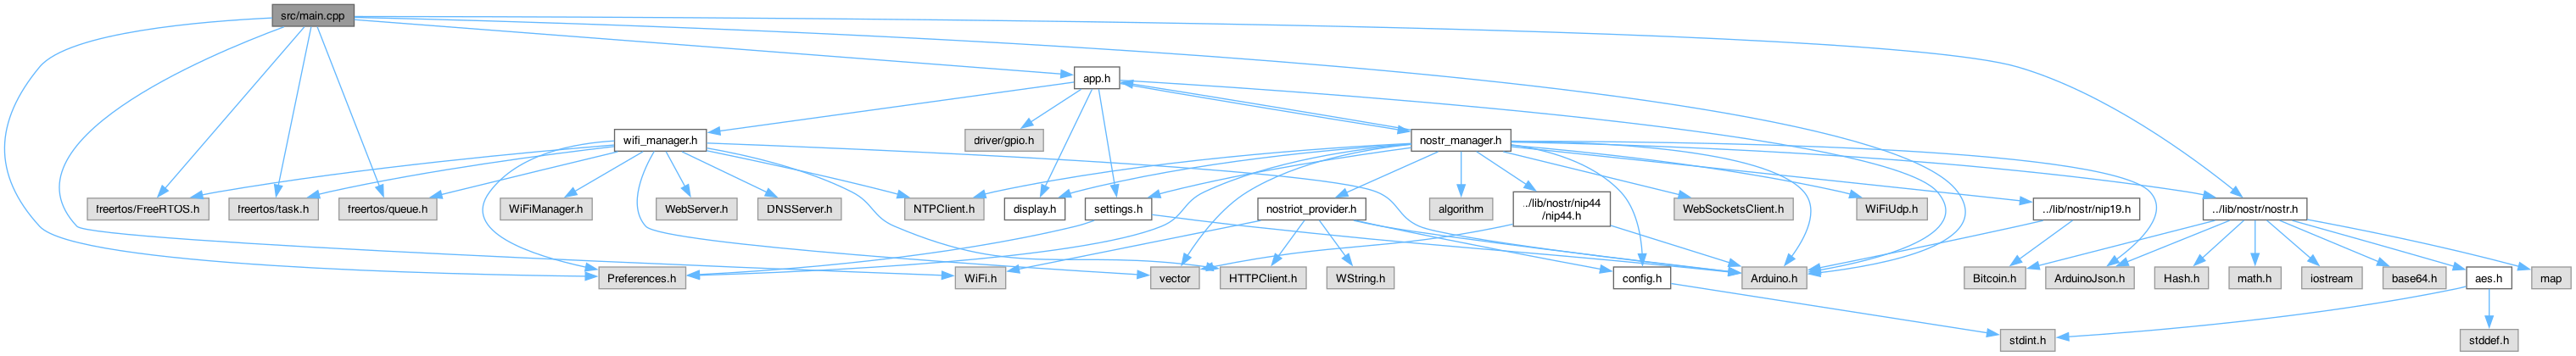 src/main.cpp
app.h
wifi_manager.h
driver/gpio.h
nostr_manager.h
freertos/FreeRTOS.h
freertos/task.h
freertos/queue.h
WiFiManager.h
WebServer.h
DNSServer.h
NTPClient.h
display.h
settings.h
nostriot_provider.h
algorithm
../lib/nostr/nip44
/nip44.h
WebSocketsClient.h
WiFiUdp.h
../lib/nostr/nip19.h
../lib/nostr/nostr.h
Preferences.h
WiFi.h
vector
HTTPClient.h
WString.h
config.h
Arduino.h
Bitcoin.h
ArduinoJson.h
Hash.h
math.h
iostream
base64.h
aes.h
map
stdint.h
stddef.h